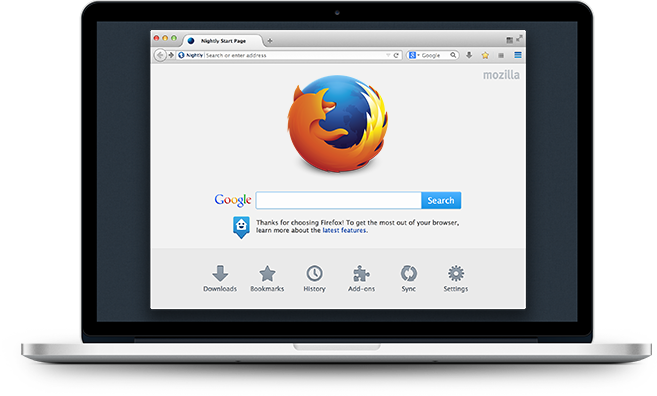 Nightly Start Page
Nightly Search or enter address
Google
mozilla
Google
Search
Thanks for choosing Firefox! To get the most out of your browser,
learn more about the latest features.
Downloads Bookmarks History Add-ons Sync Settings